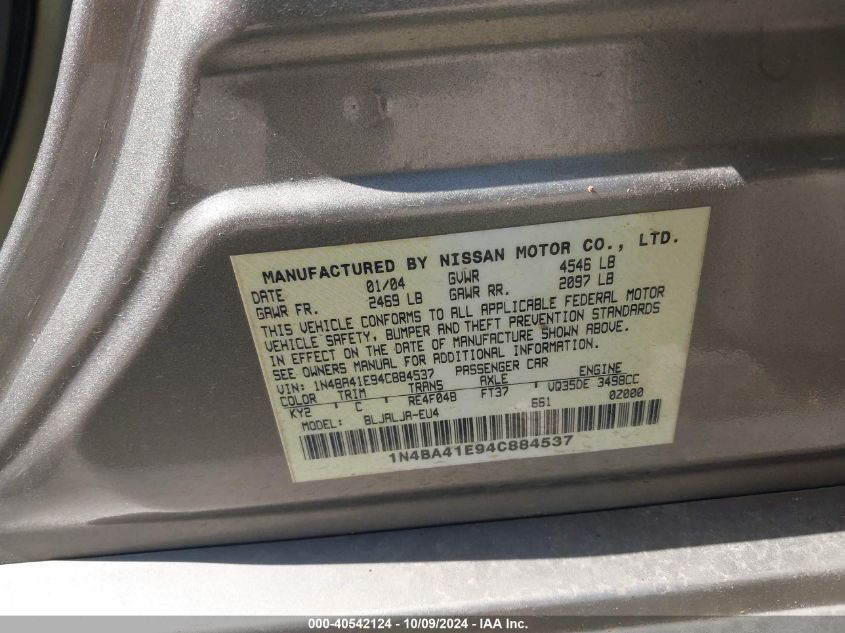 MANUFACTURED BY NISSAN MOTOR CO., LTD.
DATE 01/04 GVWR 4546 LB
GAWR FR. 2469 LB GAWR RR. 2097 LB
THIS VEHICLE CONFORMS TO ALL APPLICABLE FEDERAL MOTOR
VEHICLE SAFETY, BUMPER AND THEFT PREVENTION STANDARDS
IN EFFECT ON THE DATE OF MANUFACTURE SHOWN ABOVE.
SEE OWNERS MANUAL FOR ADDITIONAL INFORMATION.
VIN: 1N4BA41E94C884537 PASSENGER CAR
COLOR TRIM TRANS AXLE ENGINE
KY2 C RE4F04B FT37 VQ35DE 3498CC
MODEL: BLJALJA-EU4 661 0Z000
1N4BA41E94C884537
000-40542124 - 10/09/2024 - IAA Inc.